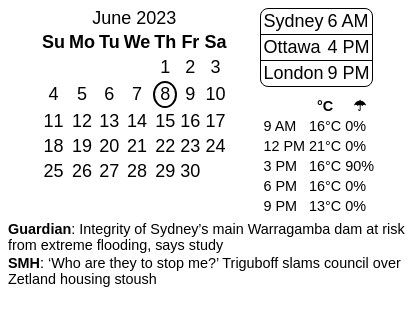 June 2023
Su Mo Tu We Th Fr Sa
1 2 3
4 5 6 7 8 9 10
11 12 13 14 15 16 17
18 19 20 21 22 23 24
25 26 27 28 29 30
Sydney 6 AM
Ottawa 4 PM
London 9 PM
°C ☂
9 AM 16°C 0%
12 PM 21°C 0%
3 PM 16°C 90%
6 PM 16°C 0%
9 PM 13°C 0%
Guardian: Integrity of Sydney’s main Warragamba dam at risk
from extreme flooding, says study
SMH: ‘Who are they to stop me?’ Triguboff slams council over
Zetland housing stoush